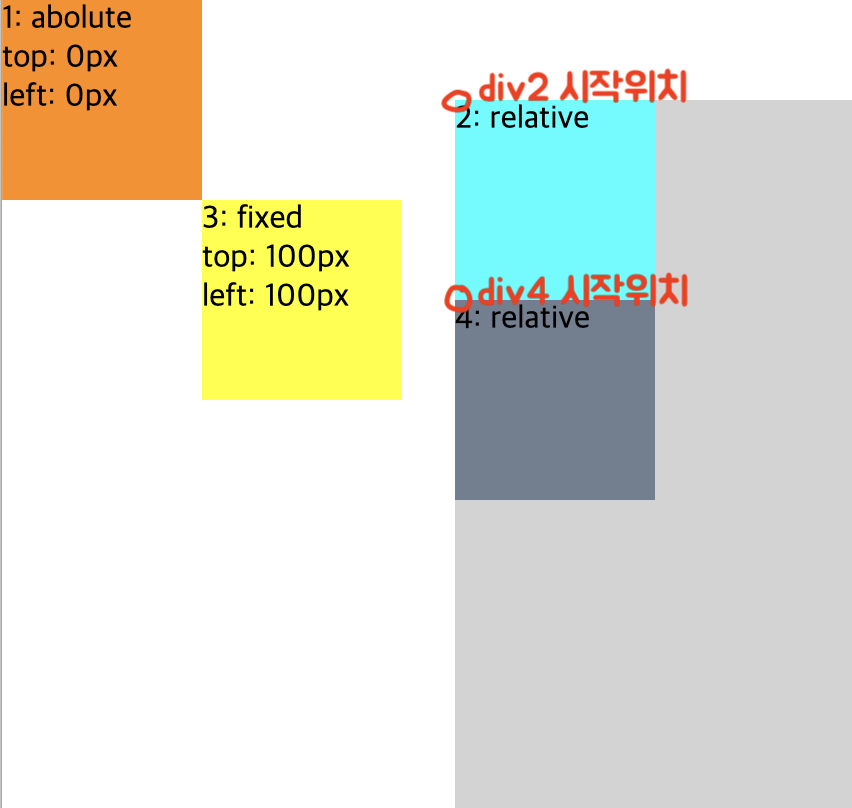 1: abolute
top: 0px
left: 0px
div2 시작위치
2: relative
3: fixed
top: 100px
left: 100px
div4 시작위치
4: relative